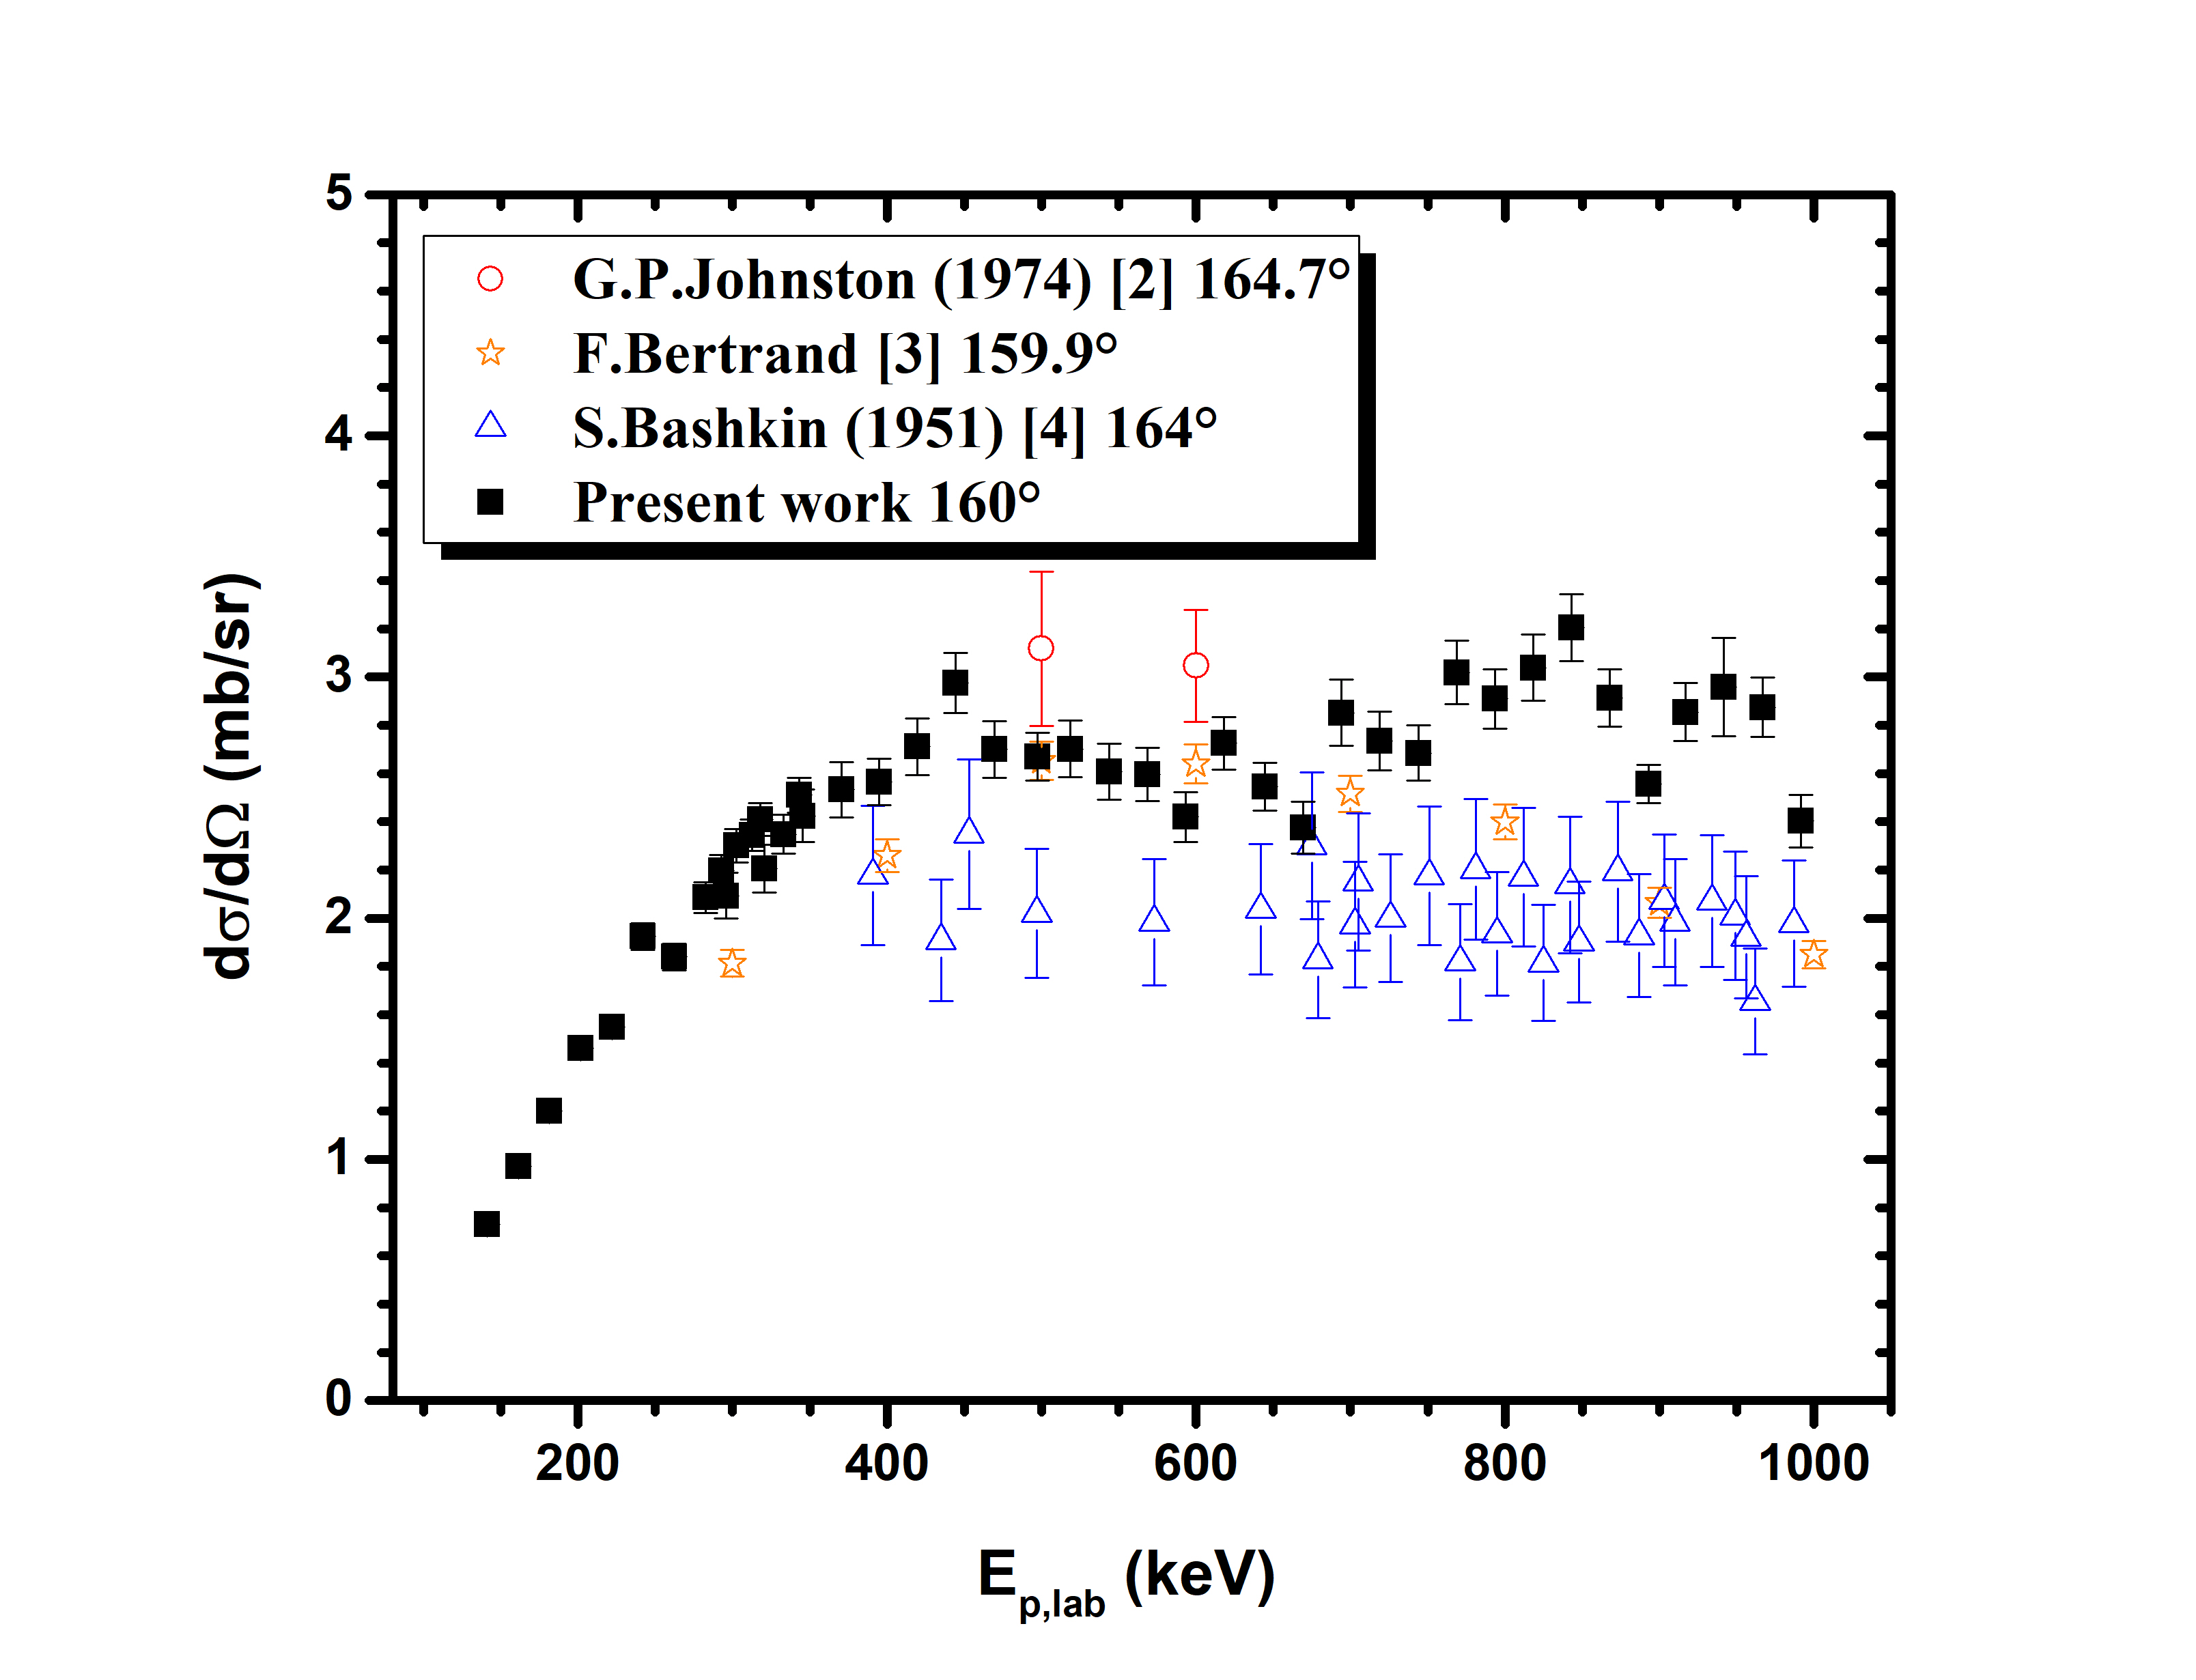 5
4
3
2
1
0
dσ/dΩ (mb/sr)
G.P.Johnston (1974) [2] 164.7°
F.Bertrand [3] 159.9°
S.Bashkin (1951) [4] 164°
Present work 160°
200 400 600 800 1000
Ep,lab (keV)